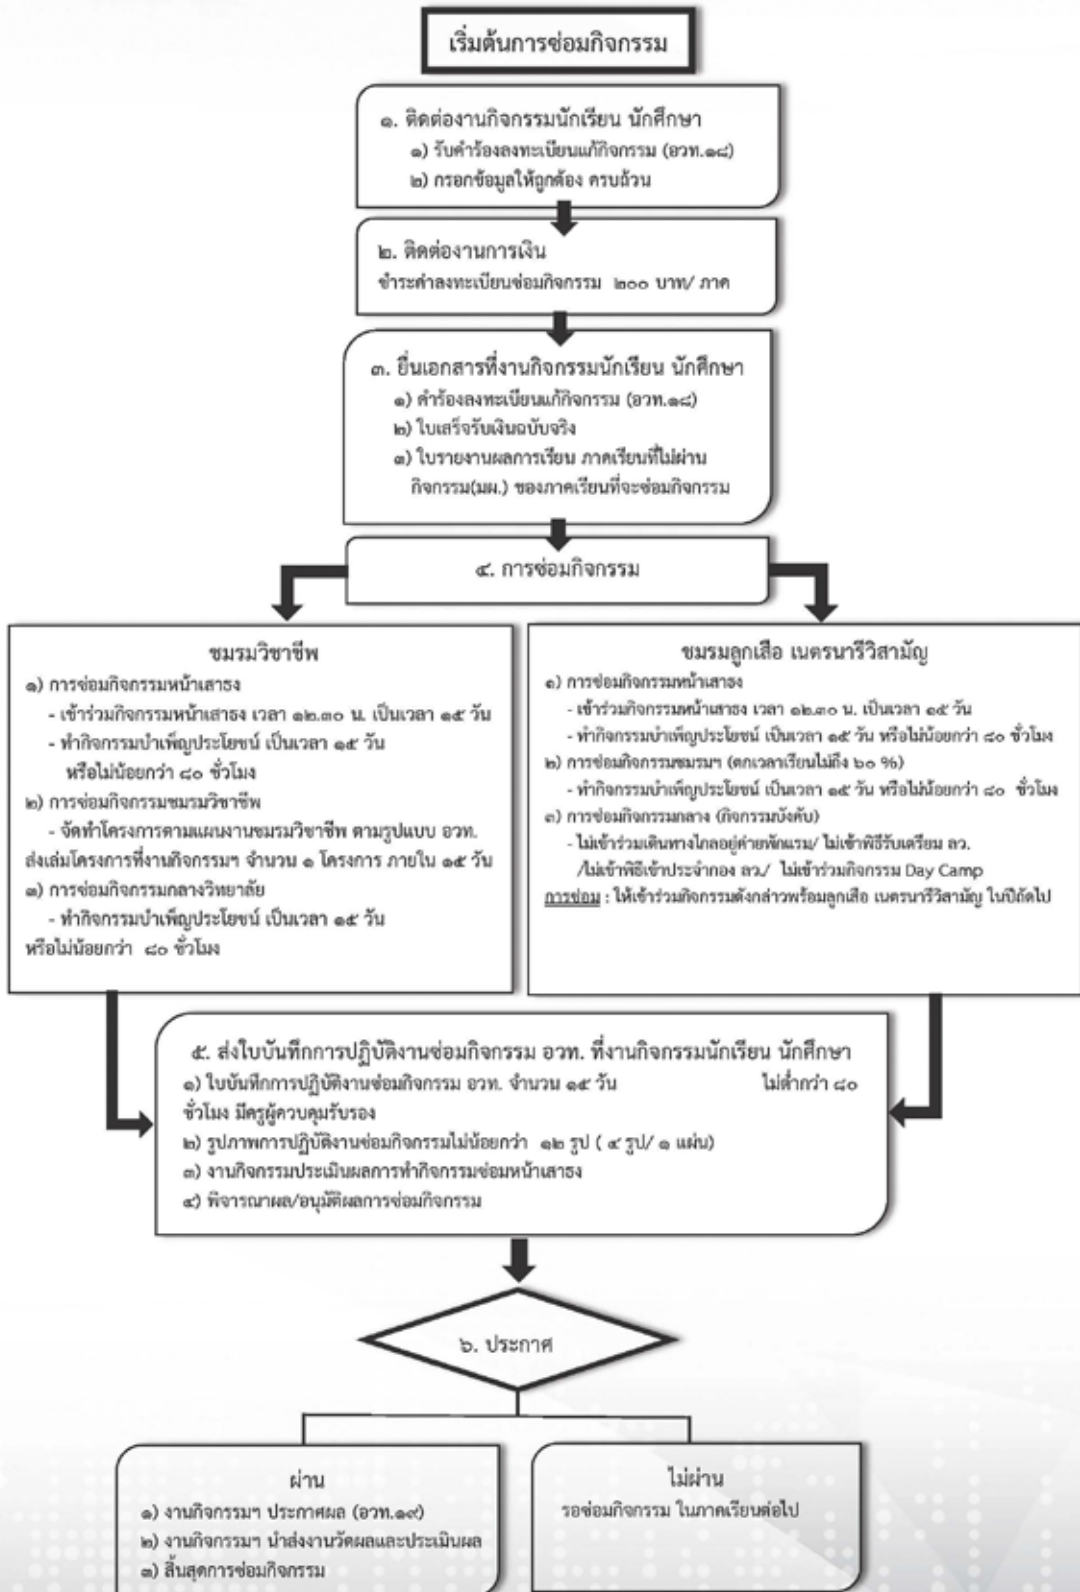 เริ่มต้นการซ่อมกิจกรรม
๑. ติดต่องานกิจกรรมนักเรียน นักศึกษา
๑) รับคำร้องลงทะเบียนแก้กิจกรรม (อวท.๑๘)
๒) กรอกข้อมูลให้ถูกต้อง ครบถ้วน
๒. ติดต่องานการเงิน
ชำระค่าลงทะเบียนซ่อมกิจกรรม ๒๐๐ บาท/ ภาค
๓. ยื่นเอกสารที่งานกิจกรรมนักเรียน นักศึกษา
๑) คำร้องลงทะเบียนแก้กิจกรรม (อวท.๑๘)
๒) ใบเสร็จรับเงินฉบับจริง
๓) ใบรายงานผลการเรียน ภาคเรียนที่ไม่ผ่าน
กิจกรรม(มผ.) ของภาคเรียนที่จะซ่อมกิจกรรม
๔. การซ่อมกิจกรรม
ชมรมวิชาชีพ
๑) การซ่อมกิจกรรมหน้าเสาธง
- เข้าร่วมกิจกรรมหน้าเสาธง เวลา ๑๒.๓๐ น. เป็นเวลา ๑๕ วัน
- ทำกิจกรรมบำเพ็ญประโยชน์ เป็นเวลา ๑๕ วัน
หรือไม่น้อยกว่า ๘๐ ชั่วโมง
๒) การซ่อมกิจกรรมชมรมวิชาชีพ
- จัดทำโครงการตามแผนงานชมรมวิชาชีพ ตามรูปแบบ อวท.
ส่งเล่มโครงการที่งานกิจกรรมฯ จำนวน ๑ โครงการ ภายใน ๑๕ วัน
๓) การซ่อมกิจกรรมกลางวิทยาลัย
- ทำกิจกรรมบำเพ็ญประโยชน์ เป็นเวลา ๑๕ วัน
หรือไม่น้อยกว่า ๘๐ ชั่วโมง
ชมรมลูกเสือ เนตรนารีวิสามัญ
๑) การซ่อมกิจกรรมหน้าเสาธง
- เข้าร่วมกิจกรรมหน้าเสาธง เวลา ๑๒.๓๐ น. เป็นเวลา ๑๕ วัน
- ทำกิจกรรมบำเพ็ญประโยชน์ เป็นเวลา ๑๕ วัน หรือไม่น้อยกว่า ๘๐ ชั่วโมง
๒) การซ่อมกิจกรรมชมรมฯ (ตกเวลาเรียนไม่ถึง ๖๐ %)
- ทำกิจกรรมบำเพ็ญประโยชน์ เป็นเวลา ๑๕ วัน หรือไม่น้อยกว่า ๘๐ ชั่วโมง
๓) การซ่อมกิจกรรมกลาง (กิจกรรมบังคับ)
- ไม่เข้าร่วมเดินทางไกลอยู่ค่ายพักแรม/ ไม่เข้าพิธีรับเตรียม ลว.
/ไม่เข้าพิธีเข้าประจำกอง ลว./ ไม่เข้าร่วมกิจกรรม Day Camp
การซ่อม : ให้เข้าร่วมกิจกรรมดังกล่าวพร้อมลูกเสือ เนตรนารีวิสามัญ ในปีถัดไป
๕. ส่งใบบันทึกการปฏิบัติงานซ่อมกิจกรรม อวท. ที่งานกิจกรรมนักเรียน นักศึกษา
๑) ใบบันทึกการปฏิบัติงานซ่อมกิจกรรม อวท. จำนวน ๑๕ วัน ไม่ต่ำกว่า ๘๐
ชั่วโมง มีครูผู้ควบคุมรับรอง
๒) รูปภาพการปฏิบัติงานซ่อมกิจกรรมไม่น้อยกว่า ๑๒ รูป ( ๔ รูป/ ๑ แผ่น)
๓) งานกิจกรรมประเมินผลการทำกิจกรรมซ่อมหน้าเสาธง
๔) พิจารณาผล/อนุมัติผลการซ่อมกิจกรรม
๖. ประกาศ
ผ่าน
๑) งานกิจกรรมฯ ประกาศผล (อวท.๑๙)
๒) งานกิจกรรมฯ นำส่งงานวัดผลและประเมินผล
๓) สิ้นสุดการซ่อมกิจกรรม
ไม่ผ่าน
รอซ่อมกิจกรรม ในภาคเรียนต่อไป